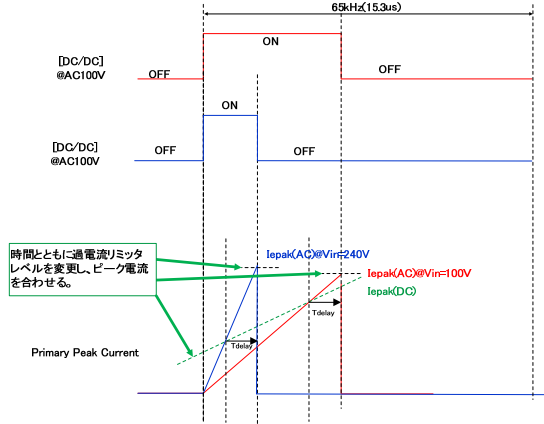 65kHz(15.3us)
ON
[DC/DC]
@AC100V
OFF
OFF
ON
[DC/DC]
@AC100V
OFF
OFF
時間とともに過電流リミッタ
レベルを変更し、ピーク電流
を合わせる。
Iepak(AC)@Vin=240V
Iepak(AC)@Vin=100V
Iepak(DC)
Tdelay
Tdelay
Primary Peak Current